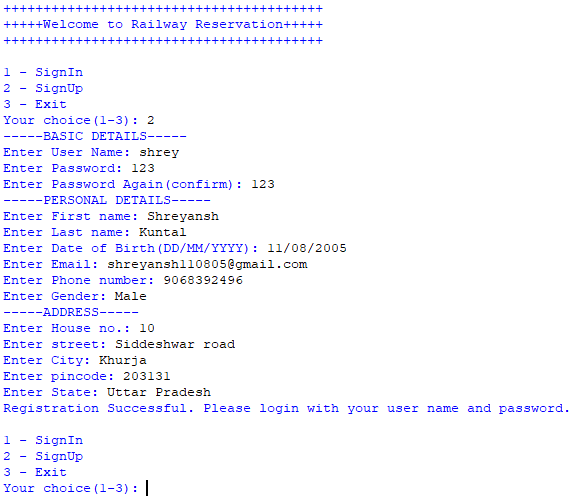 ++++++++++++++++++++++++++++++++++++++++
+++++Welcome to Railway Reservation+++++
++++++++++++++++++++++++++++++++++++++++
1 - SignIn
2 - SignUp
3 - Exit
Your choice(1-3): 2
-----BASIC DETAILS-----
Enter User Name: shrey
Enter Password: 123
Enter Password Again(confirm): 123
-----PERSONAL DETAILS-----
Enter First name: Shreyansh
Enter Last name: Kuntal
Enter Date of Birth(DD/MM/YYYY): 11/08/2005
Enter Email: shreyansh110805@gmail.com
Enter Phone number: 9068392496
Enter Gender: Male
-----ADDRESS-----
Enter House no.: 10
Enter street: Siddeshwar road
Enter City: Khurja
Enter pincode: 203131
Enter State: Uttar Pradesh
Registration Successful. Please login with your user name and password.
1 - SignIn
2 - SignUp
3 - Exit
Your choice(1-3):